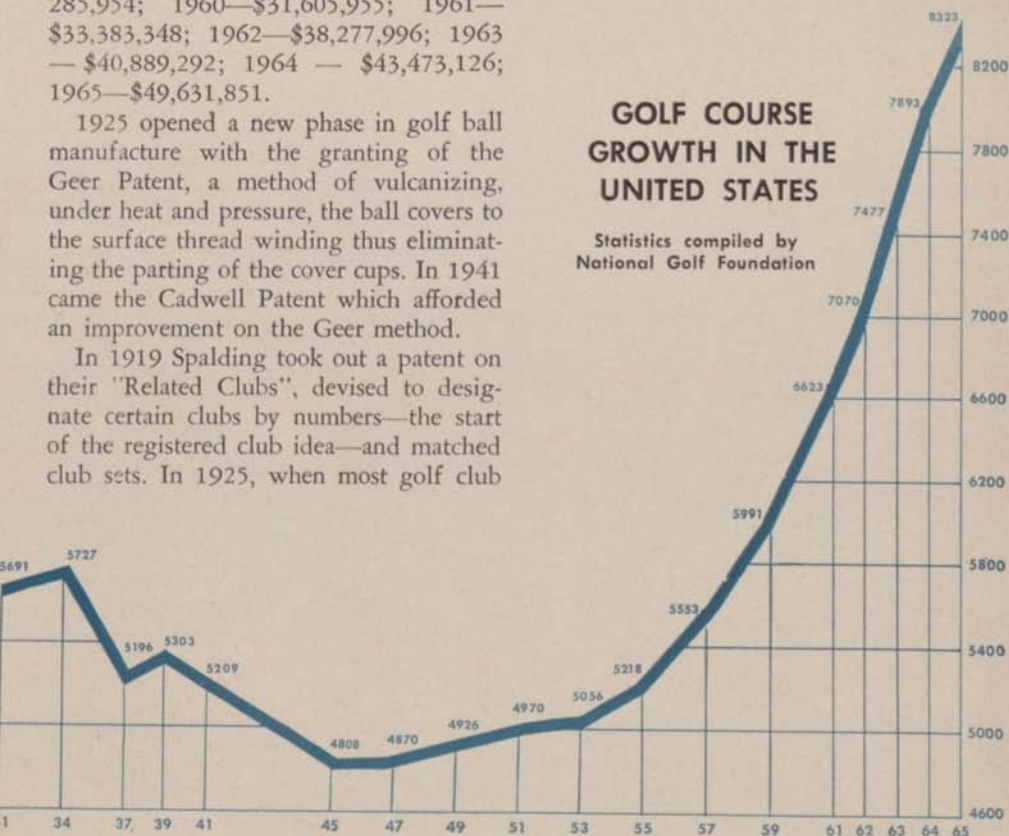 285,954; 1960—$31,605,955; 1961—
$33,383,348; 1962—$38,277,996; 1963
— $40,889,292; 1964 — $43,473,126;
1965—$49,631,851.
1925 opened a new phase in golf ball
manufacture with the granting of the
Geer Patent, a method of vulcanizing,
under heat and pressure, the ball covers to
the surface thread winding thus eliminat-
ing the parting of the cover cups. In 1941
came the Cadwell Patent which afforded
an improvement on the Geer method.
In 1919 Spalding took out a patent on
their "Related Clubs", devised to desig-
nate certain clubs by numbers—the start
of the registered club idea—and matched
club sets. In 1925, when most golf club
GOLF COURSE
GROWTH IN THE
UNITED STATES
Statistics compiled by
National Golf Foundation
5691
5727
5196
5303
5209
4808
4870
4926
4970
5056
5218
5553
5991
6623
7070
7477
7893
8323
8200
7800
7400
7000
6600
6200
5800
5400
5000
4600
34 37 39 41 45 47 49 51 53 55 57 59 61 62 63 64 65